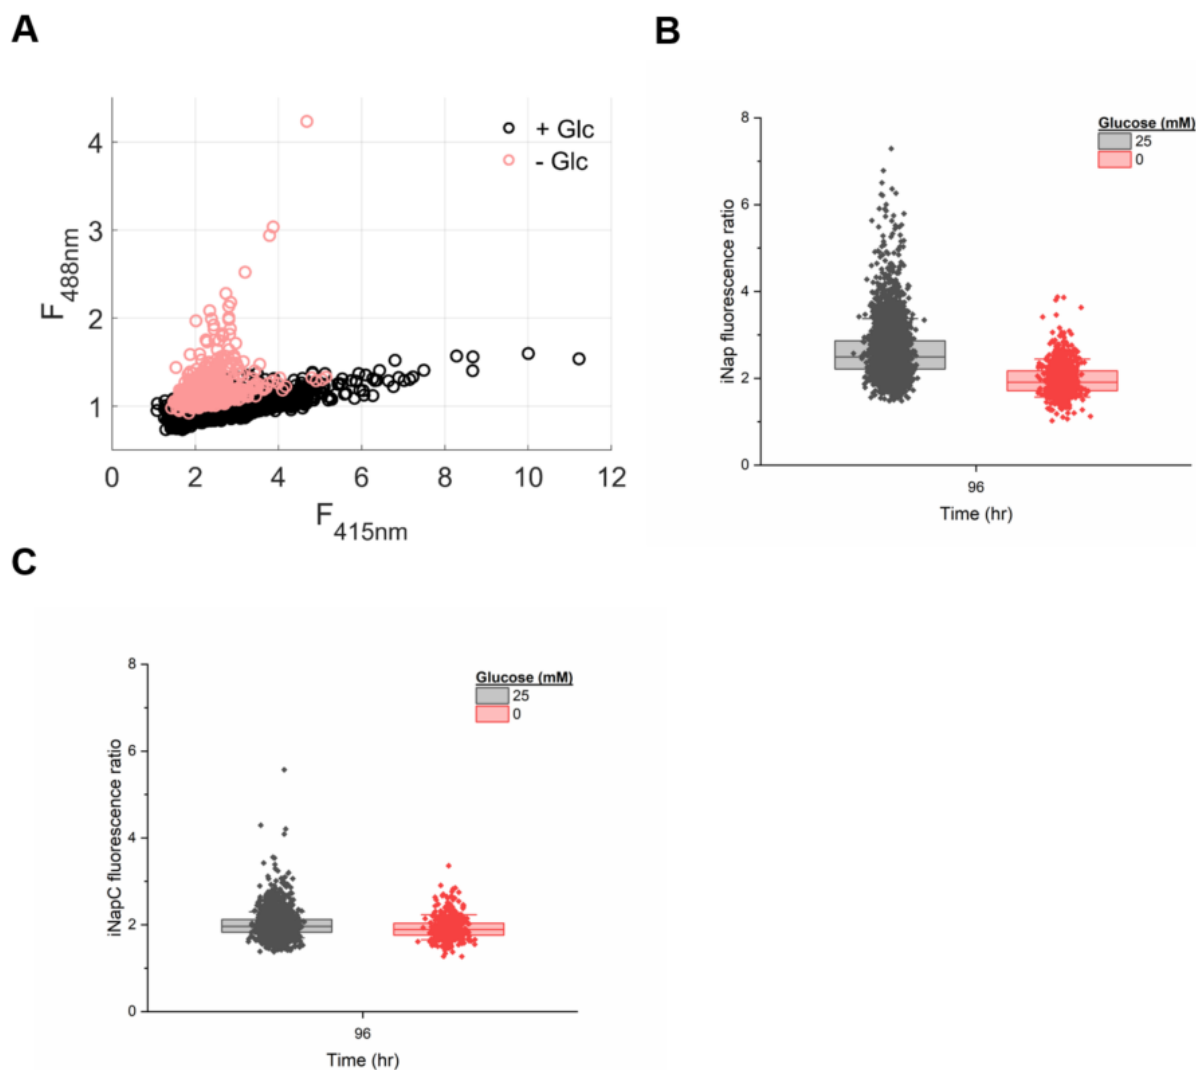 A
4
3
2
1
F488nm
+ Glc
- Glc
0 2 4 6 8 10 12
F415nm
B
8
6
4
2
0
iNap fluorescence ratio
Glucose (mM)
25
0
96
Time (hr)
C
8
6
4
2
0
iNapC fluorescence ratio
Glucose (mM)
25
0
96
Time (hr)